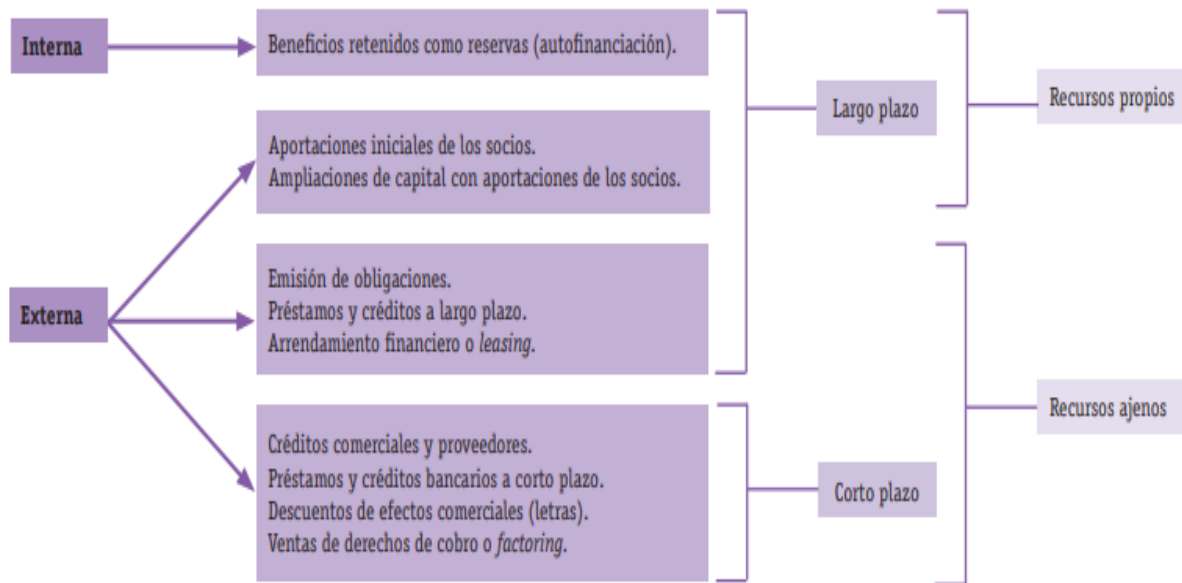 Interna
Beneficios retenidos como reservas (autofinanciación).
Aportaciones iniciales de los socios.
Ampliaciones de capital con aportaciones de los socios.
Externa
Emisión de obligaciones.
Préstamos y créditos a largo plazo.
Arrendamiento financiero o leasing.
Créditos comerciales y proveedores.
Préstamos y créditos bancarios a corto plazo.
Descuentos de efectos comerciales (letras).
Ventas de derechos de cobro o factoring.
Largo plazo
Corto plazo
Recursos propios
Recursos ajenos